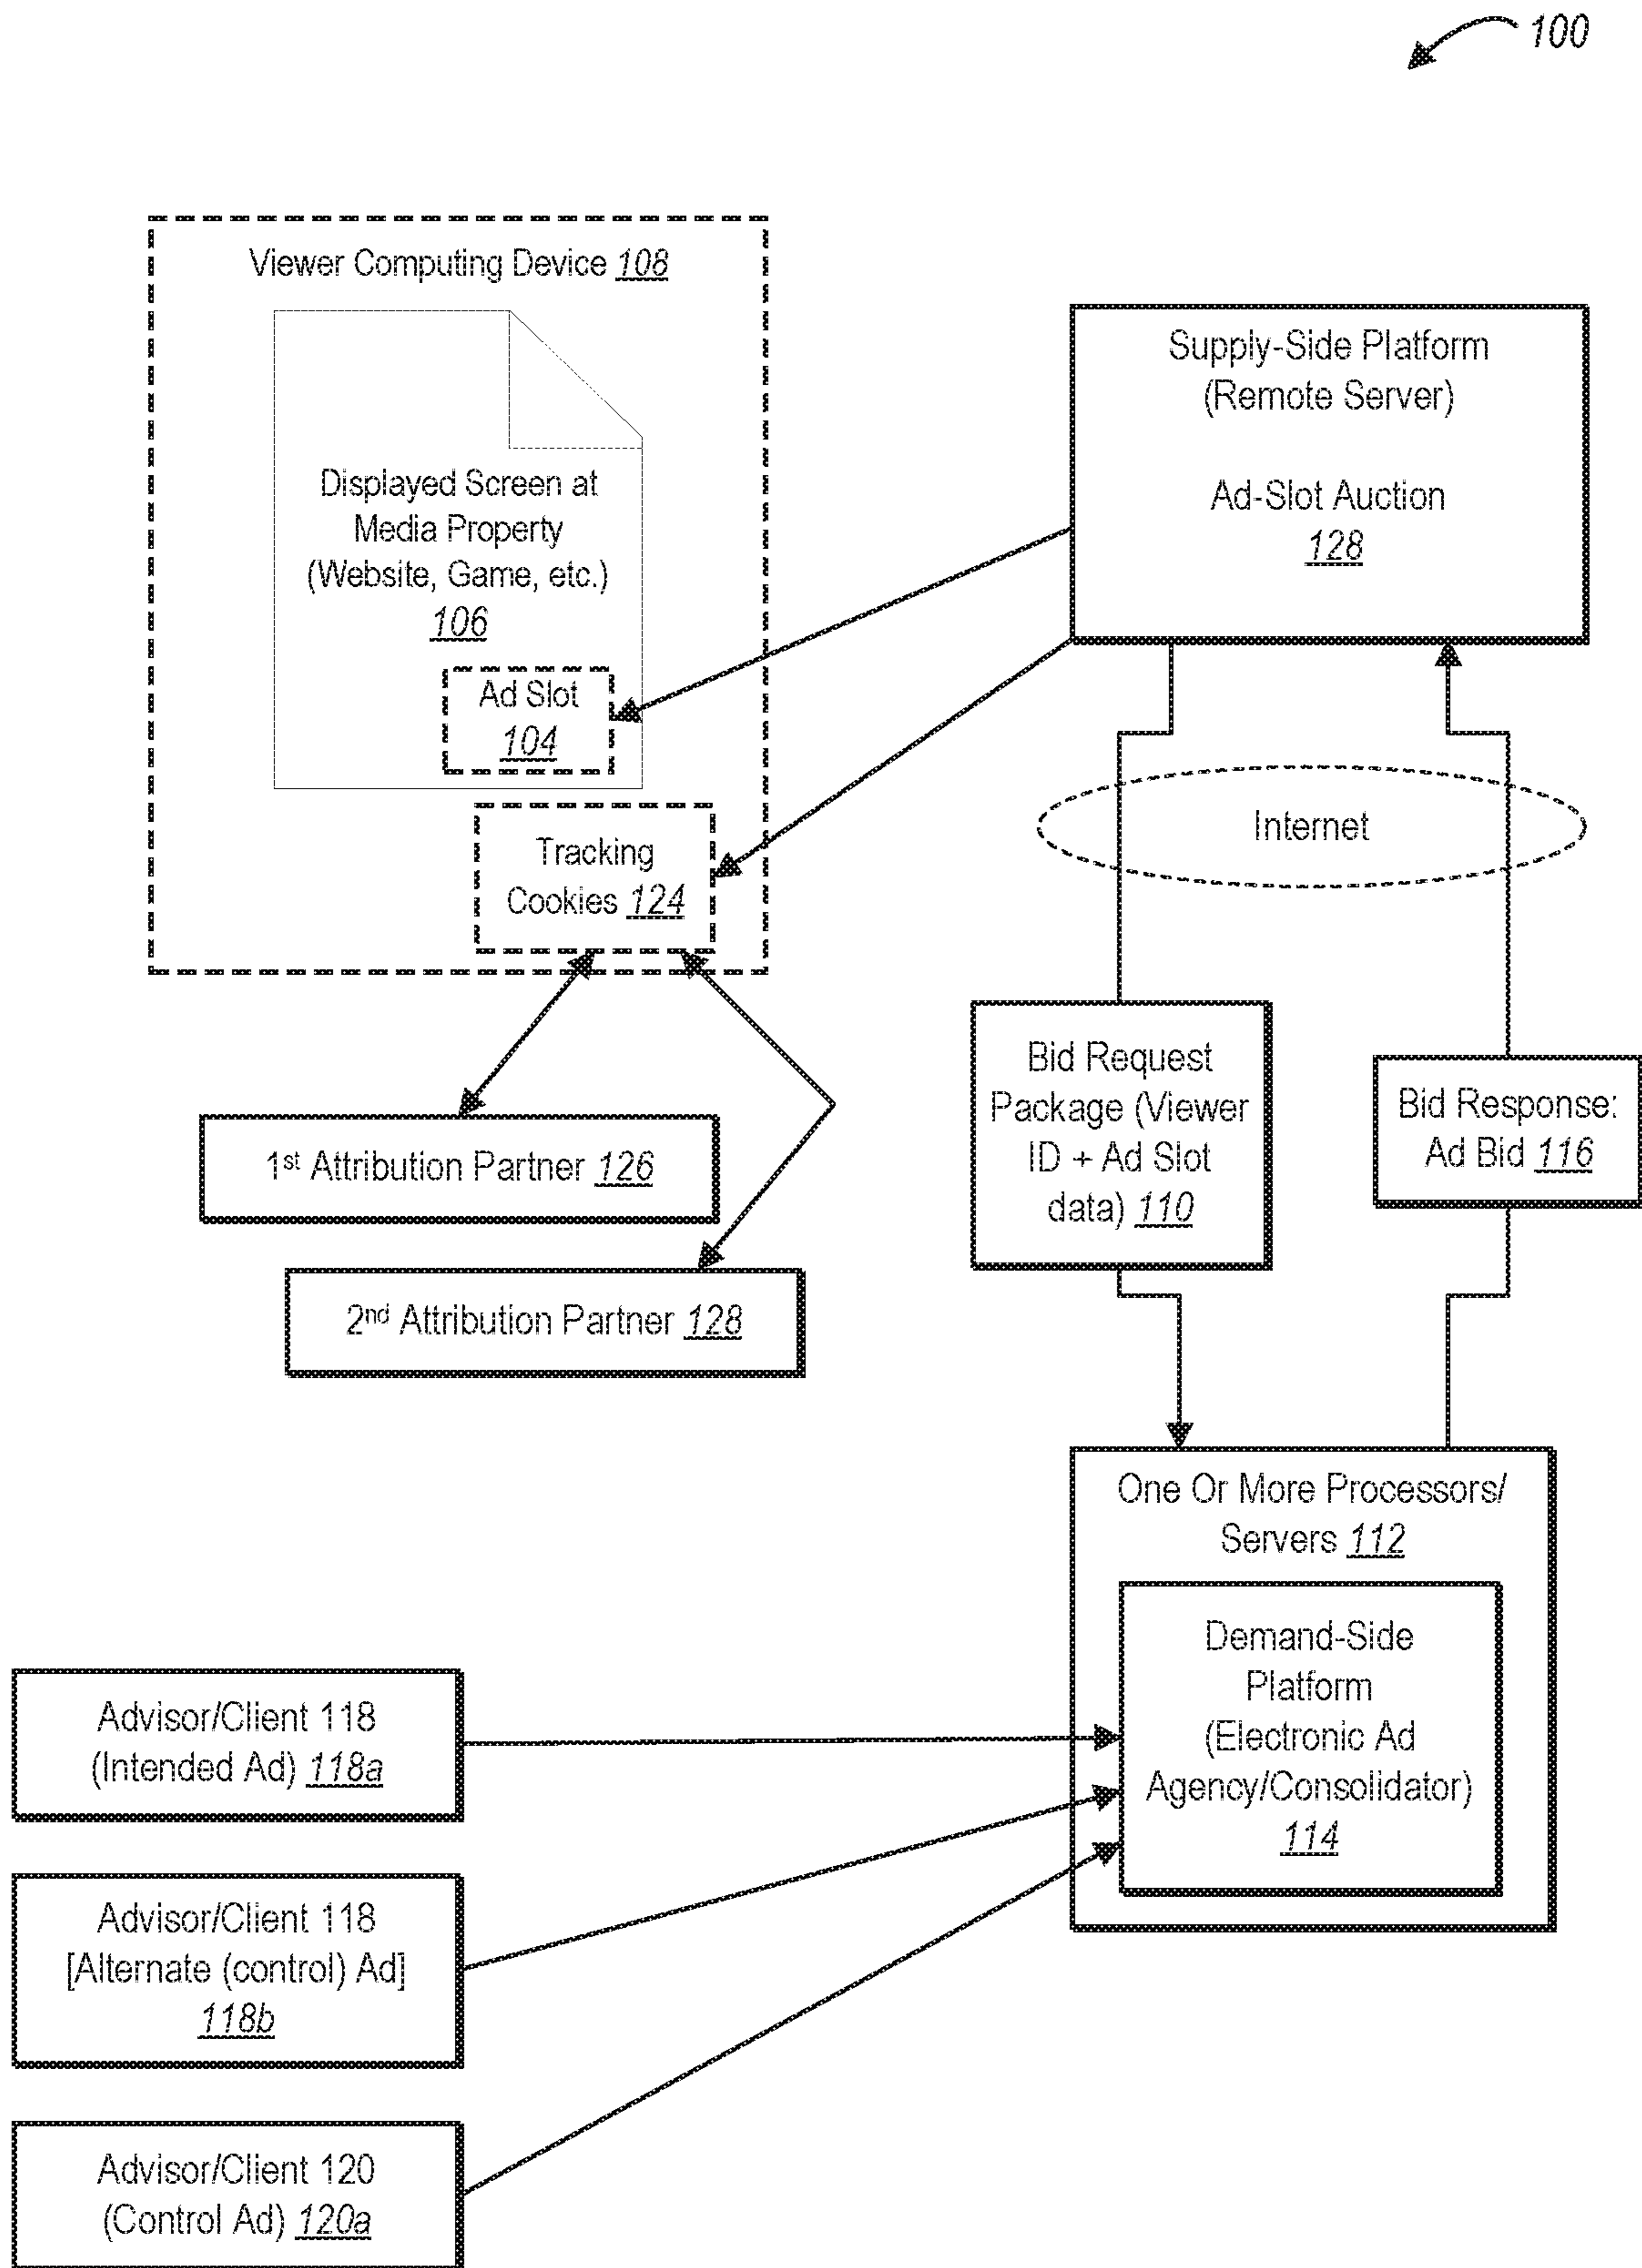 100
Viewer Computing Device 108
Displayed Screen at
Media Property
(Website, Game, etc.)
106
Ad Slot
104
Tracking
Cookies 124
Supply-Side Platform
(Remote Server)
Ad-Slot Auction
128
Internet
Bid Request
Package (Viewer
ID + Ad Slot
data) 110
Bid Response:
Ad Bid 116
1st Attribution Partner 126
2nd Attribution Partner 128
One Or More Processors/
Servers 112
Demand-Side
Platform
(Electronic Ad
Agency/Consolidator)
114
Advisor/Client 118
(Intended Ad) 118a
Advisor/Client 118
[Alternate (control) Ad]
118b
Advisor/Client 120
(Control Ad) 120a